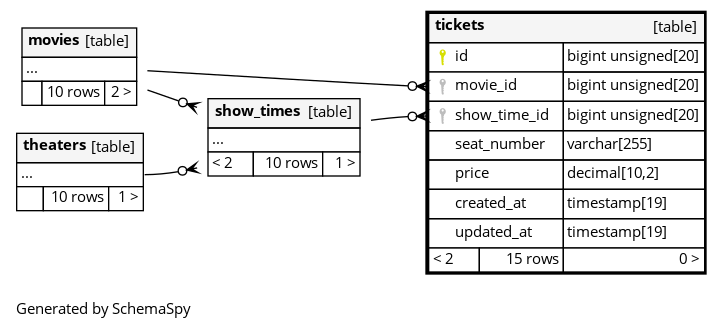 movies [table]
...
10 rows 2 >
theaters [table]
...
10 rows 1 >
show_times [table]
...
< 2 10 rows 1 >
tickets [table]
id bigint unsigned[20]
movie_id bigint unsigned[20]
show_time_id bigint unsigned[20]
seat_number varchar[255]
price decimal[10,2]
created_at timestamp[19]
updated_at timestamp[19]
< 2 15 rows 0 >
Generated by SchemaSpy